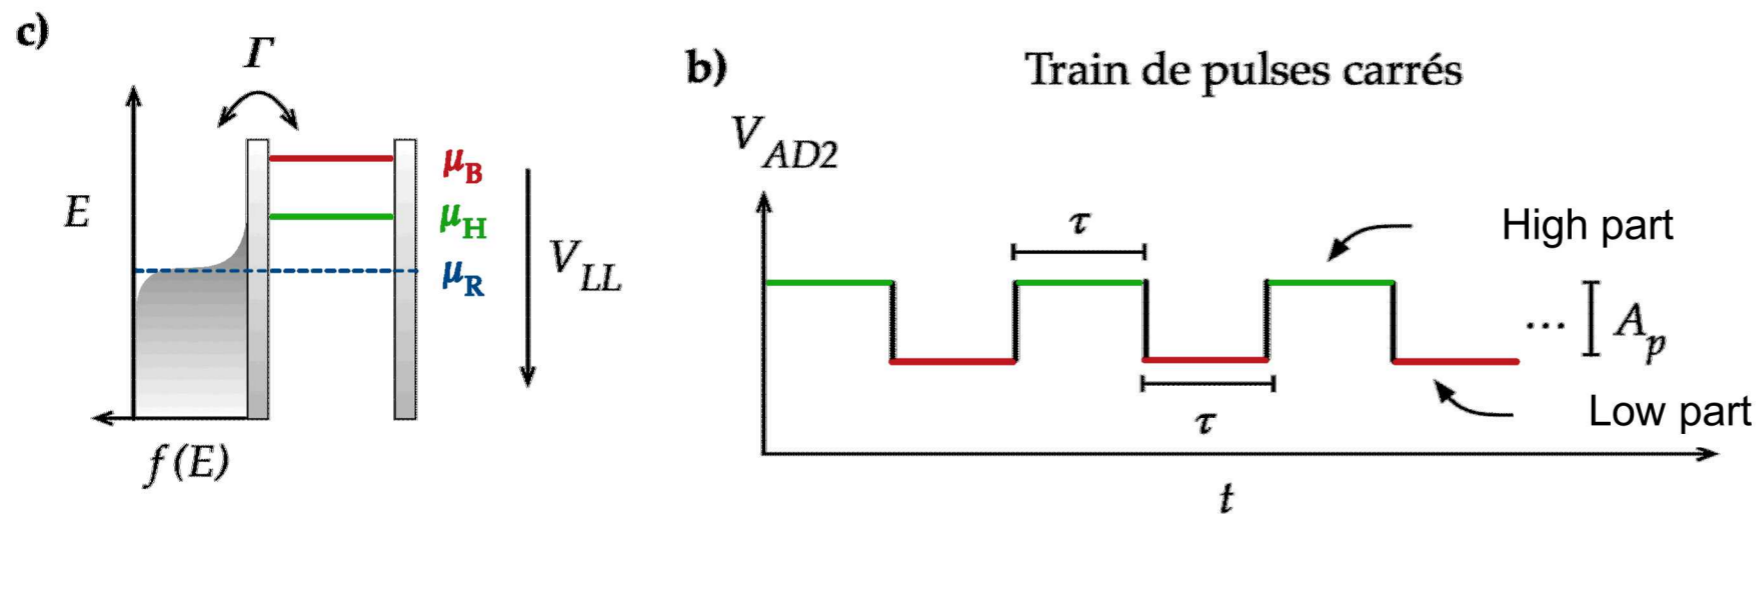 c)
Γ
E
μB
μH
μR
VLL
f(E)
b)
Train de pulses carrés
VAD2
τ
High part
... Ap
Low part
τ
t